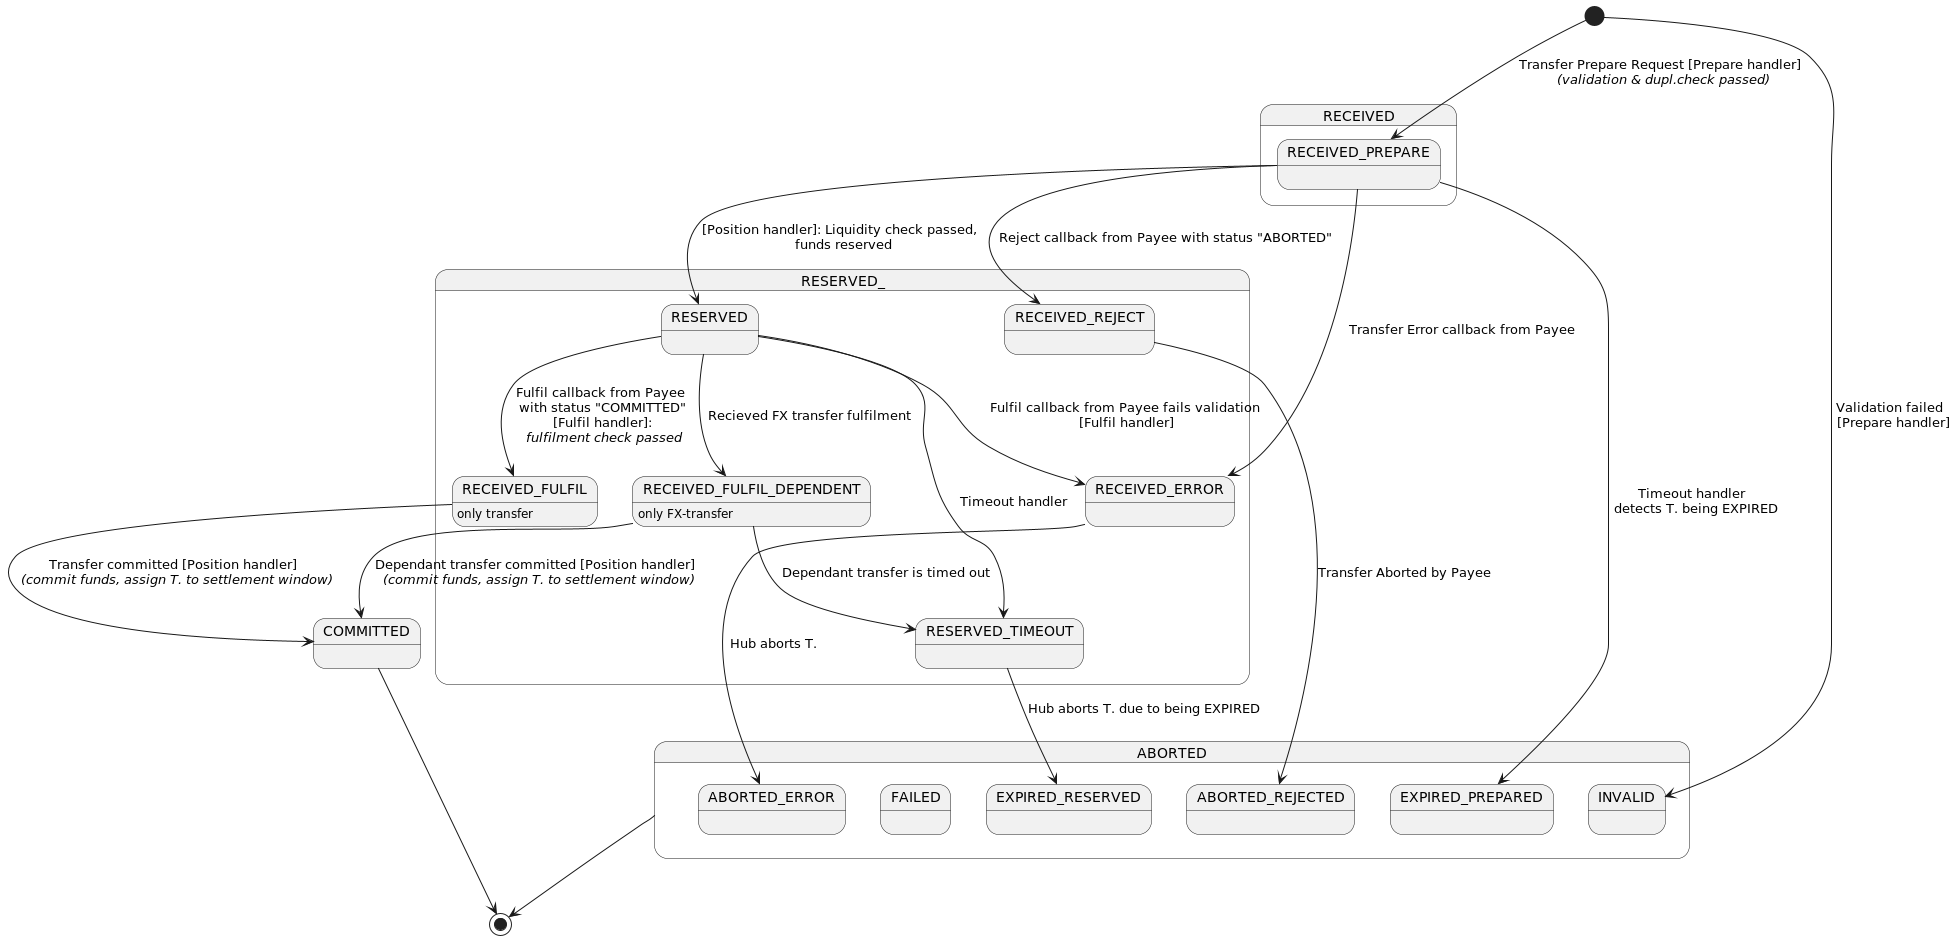 Transfer Prepare Request [Prepare handler]
(validation & dupl.check passed)
RECEIVED
RECEIVED_PREPARE
[Position handler]: Liquidity check passed,
funds reserved
Reject callback from Payee with status "ABORTED"
RESERVED_
RESERVED
RECEIVED_REJECT
Transfer Error callback from Payee
Fulfil callback from Payee
with status "COMMITTED"
[Fulfil handler]:
fulfilment check passed
Recieved FX transfer fulfilment
Fulfil callback from Payee fails validation
[Fulfil handler]
Validation failed
[Prepare handler]
RECEIVED_FULFIL
only transfer
RECEIVED_FULFIL_DEPENDENT
only FX-transfer
Timeout handler
RECEIVED_ERROR
Timeout handler
detects T. being EXPIRED
Transfer committed [Position handler]
(commit funds, assign T. to settlement window)
Dependant transfer committed [Position handler]
(commit funds, assign T. to settlement window)
Dependant transfer is timed out
Transfer Aborted by Payee
COMMITTED
Hub aborts T.
RESERVED_TIMEOUT
Hub aborts T. due to being EXPIRED
ABORTED
ABORTED_ERROR
FAILED
EXPIRED_RESERVED
ABORTED_REJECTED
EXPIRED_PREPARED
INVALID